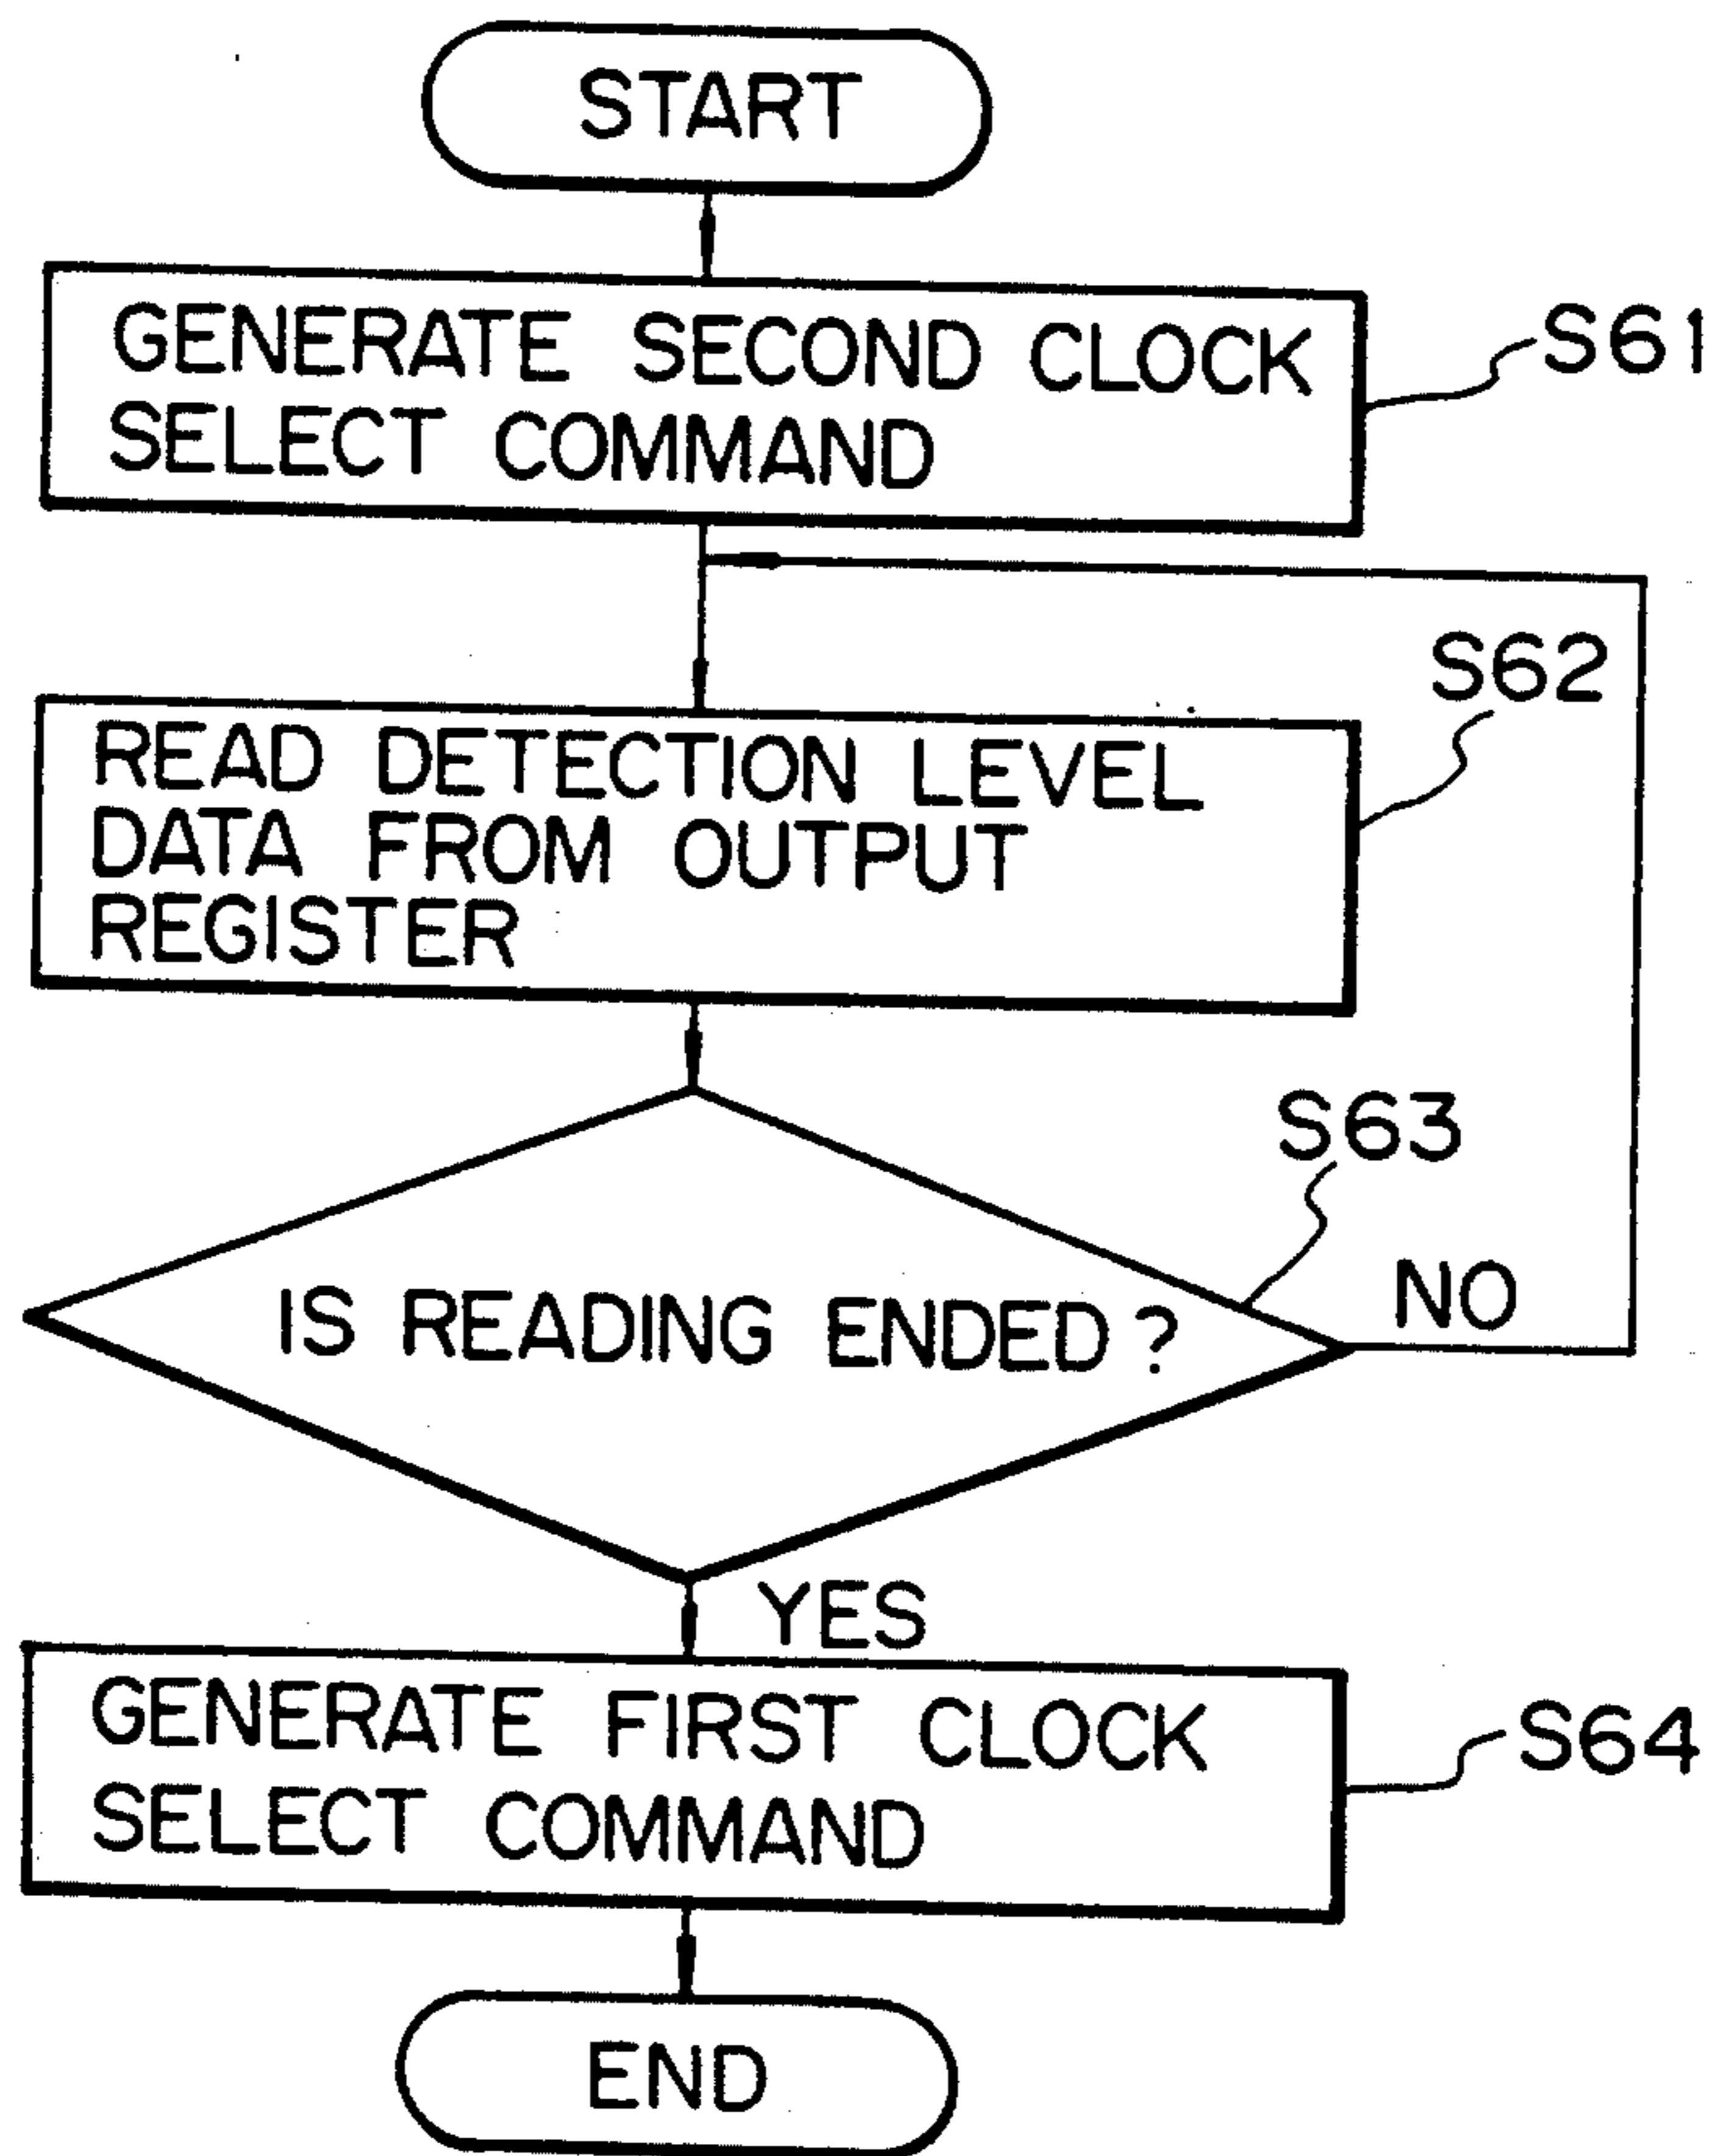 START
GENERATE SECOND CLOCK
SELECT COMMAND
S61
S62
READ DETECTION LEVEL
DATA FROM OUTPUT
REGISTER
S63
IS READING ENDED?
NO
YES
GENERATE FIRST CLOCK
SELECT COMMAND
S64
END